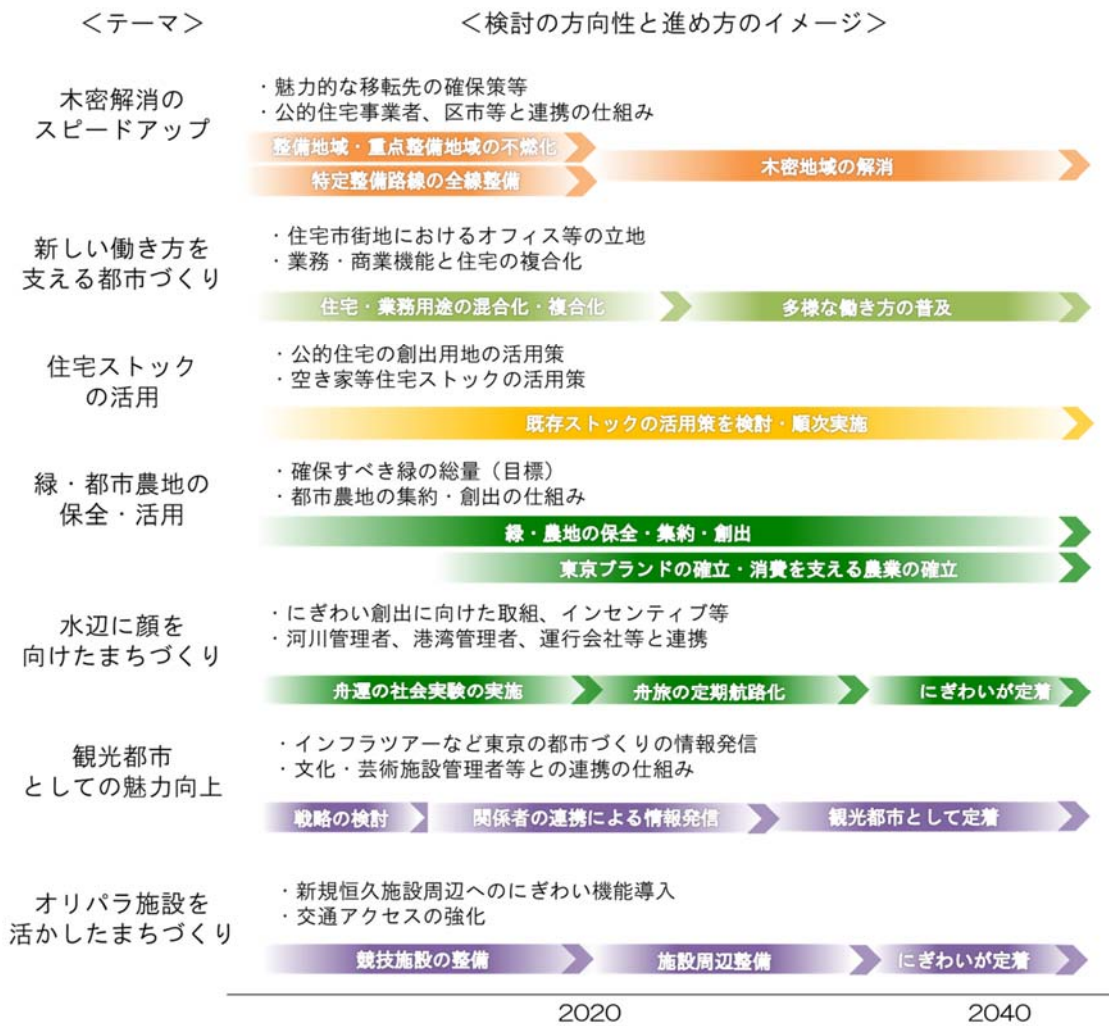 ＜テーマ＞
＜検討の方向性と進め方のイメージ＞
木密解消の
スピードアップ
・魅力的な移転先の確保策等
・公的住宅事業者、区市等と連携の仕組み
整備地域・重点整備地域の不燃化
特定整備路線の全線整備
木密地域の解消
新しい働き方を
支える都市づくり
・住宅市街地におけるオフィス等の立地
・業務・商業機能と住宅の複合化
住宅・業務用途の混合化・複合化
多様な働き方の普及
住宅ストック
の活用
・公的住宅の創出用地の活用策
・空き家等住宅ストックの活用策
既存ストックの活用策を検討・順次実施
緑・都市農地の
保全・活用
・確保すべき緑の総量（目標）
・都市農地の集約・創出の仕組み
緑・農地の保全・集約・創出
東京ブランドの確立・消費を支える農業の確立
水辺に顔を
向けたまちづくり
・にぎわい創出に向けた取組、インセンティブ等
・河川管理者、港湾管理者、運行会社等と連携
舟運の社会実験の実施
舟旅の定期航路化
にぎわいが定着
観光都市
としての魅力向上
・インフラツアーなど東京の都市づくりの情報発信
・文化・芸術施設管理者等との連携の仕組み
戦略の検討
関係者の連携による情報発信
観光都市として定着
オリパラ施設を
活かしたまちづくり
・新規恒久施設周辺へのにぎわい機能導入
・交通アクセスの強化
競技施設の整備
施設周辺整備
にぎわいが定着
2020
2040